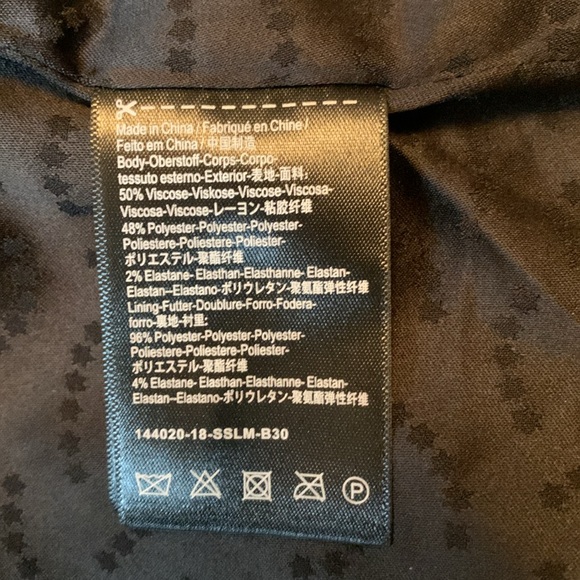 Made in China / Fabriqué en Chine /
Feito em China / 中国制造
Body-Oberstoff-Corps-Corpo-
tessuto esterno-Exterior-表地-面料:
50% Viscose-Viskose-Viscose-Viscosa-
Viscosa-Viscose-レーヨン-粘胶纤维
48% Polyester-Polyester-Polyester-
Poliestere-Poliestere-Poliester-
ポリエステル-聚酯纤维
2% Elastane- Elasthan-Elasthanne- Elastan-
Elastan--Elastano-ポリウレタン-聚氨酯弹性纤维
Lining-Futter-Doublure-Forro-Fodera-
forro-裏地-衬里:
96% Polyester-Polyester-Polyester-
Poliestere-Poliestere-Poliester-
ポリエステル-聚酯纤维
4% Elastane- Elasthan-Elasthanne- Elastan-
Elastan--Elastano-ポリウレタン-聚氨酯弹性纤维
144020-18-SSLM-B30
P